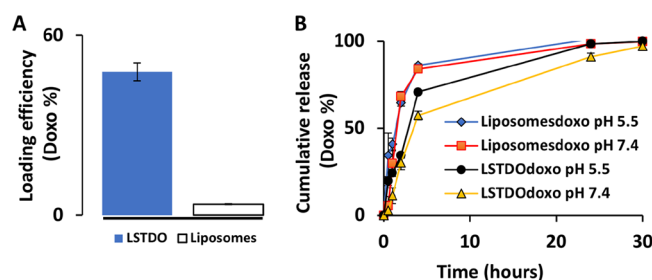 A
Loading efficiency
(Doxo %)
60
0
LSTDO
Liposomes
B
Cumulative release
(Doxo %)
100
50
0
Liposomesdoxo pH 5.5
Liposomesdoxo pH 7.4
LSTDOdoxo pH 5.5
LSTDOdoxo pH 7.4
0
10
20
30
Time (hours)